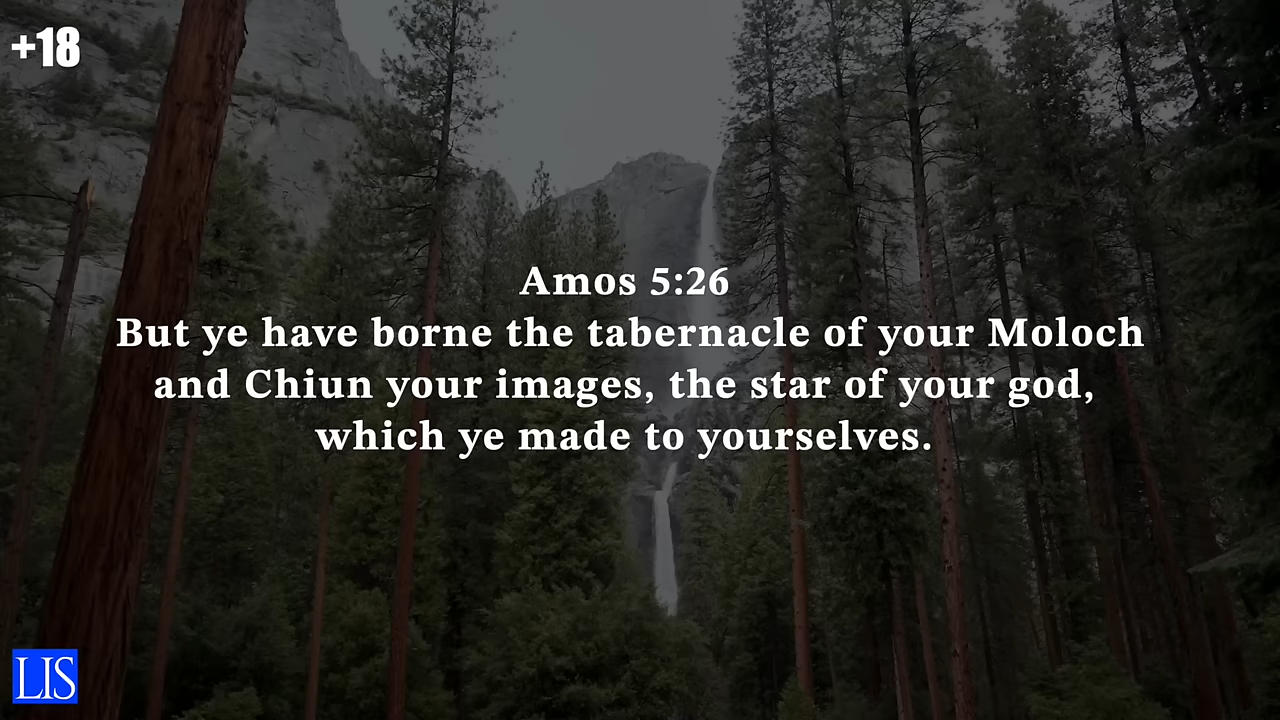 +18
Amos 5:26
But ye have borne the tabernacle of your Moloch
and Chiun your images, the star of your god,
which ye made to yourselves.
LIS